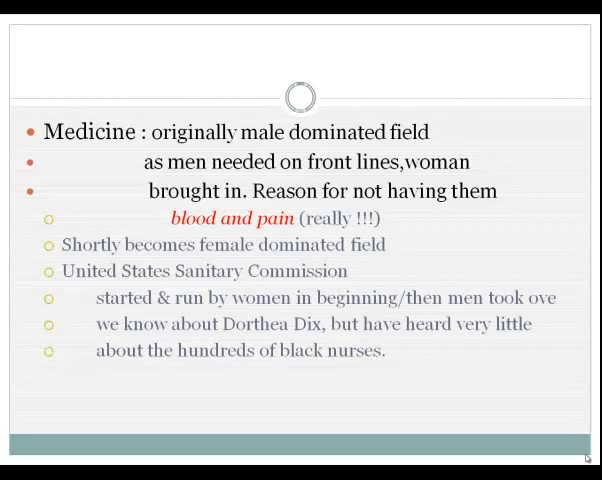 Medicine : originally male dominated field
as men needed on front lines,woman
brought in. Reason for not having them
blood and pain (really !!!)
Shortly becomes female dominated field
United States Sanitary Commission
started & run by women in beginning/then men took ove
we know about Dorthea Dix, but have heard very little
about the hundreds of black nurses.